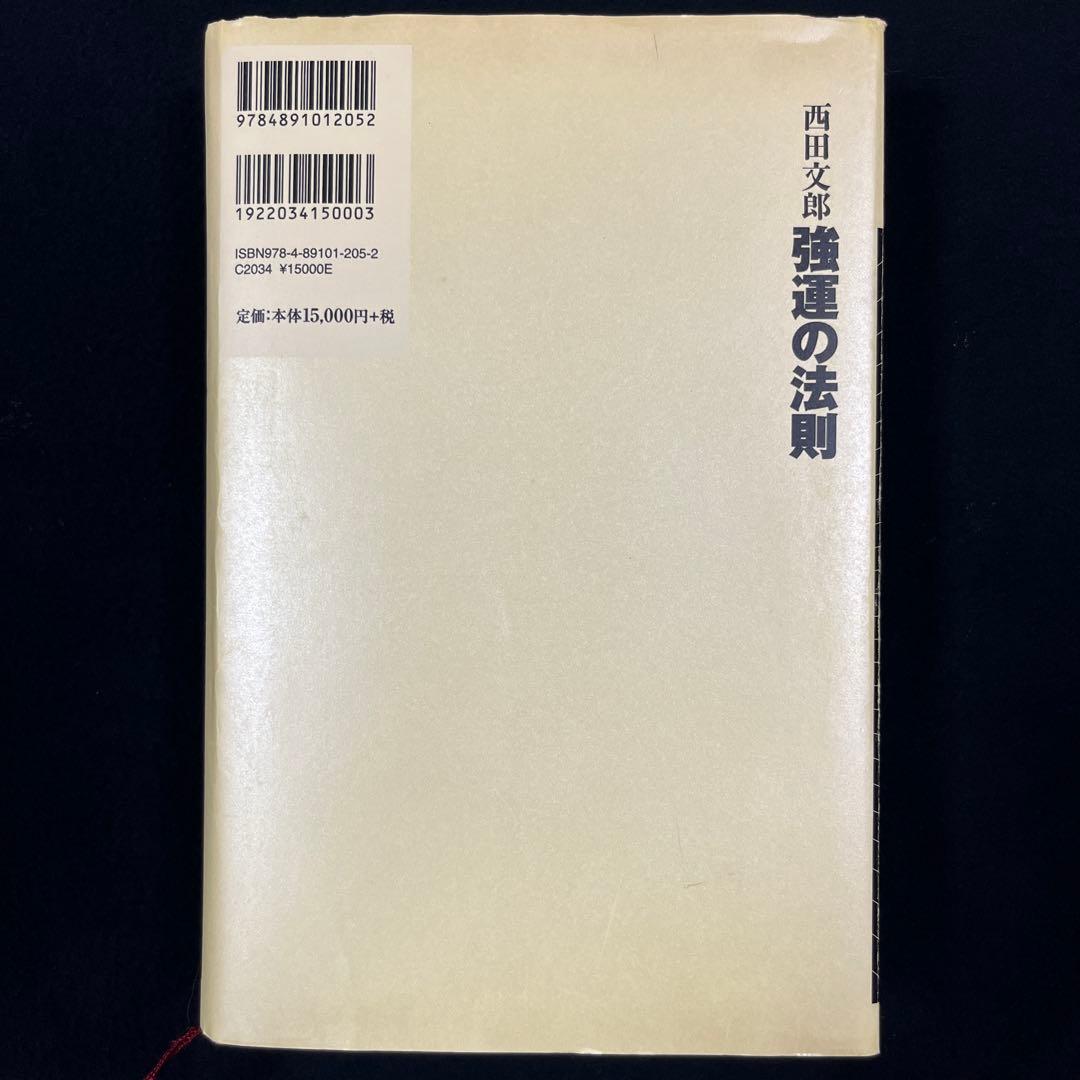 西田文郎
強運の法則
9784891012052
1922034150003
ISBN978-4-89101-205-2
C2034 ¥15000E
定価:本体15,000円+税